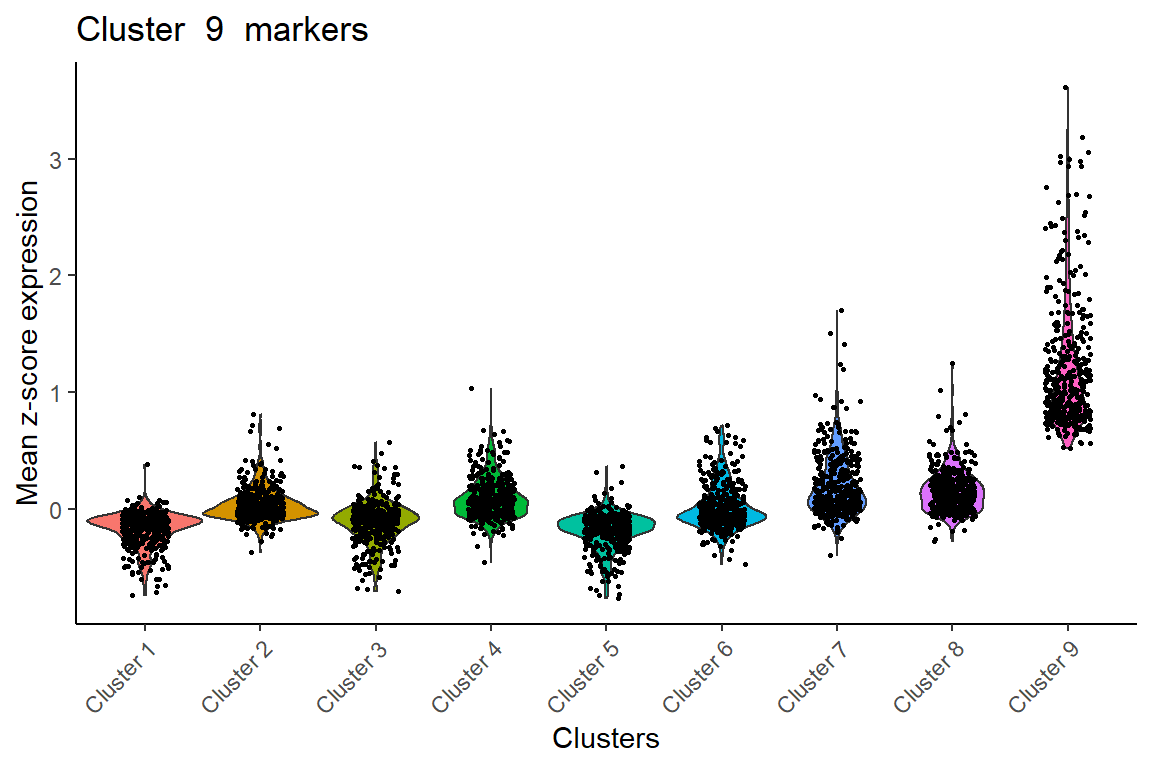 Cluster  9  markers
Mean z-score expression
3
2
1
0
Cluster 1
Cluster 2
Cluster 3
Cluster 4
Cluster 5
Cluster 6
Cluster 7
Cluster 8
Cluster 9
Clusters